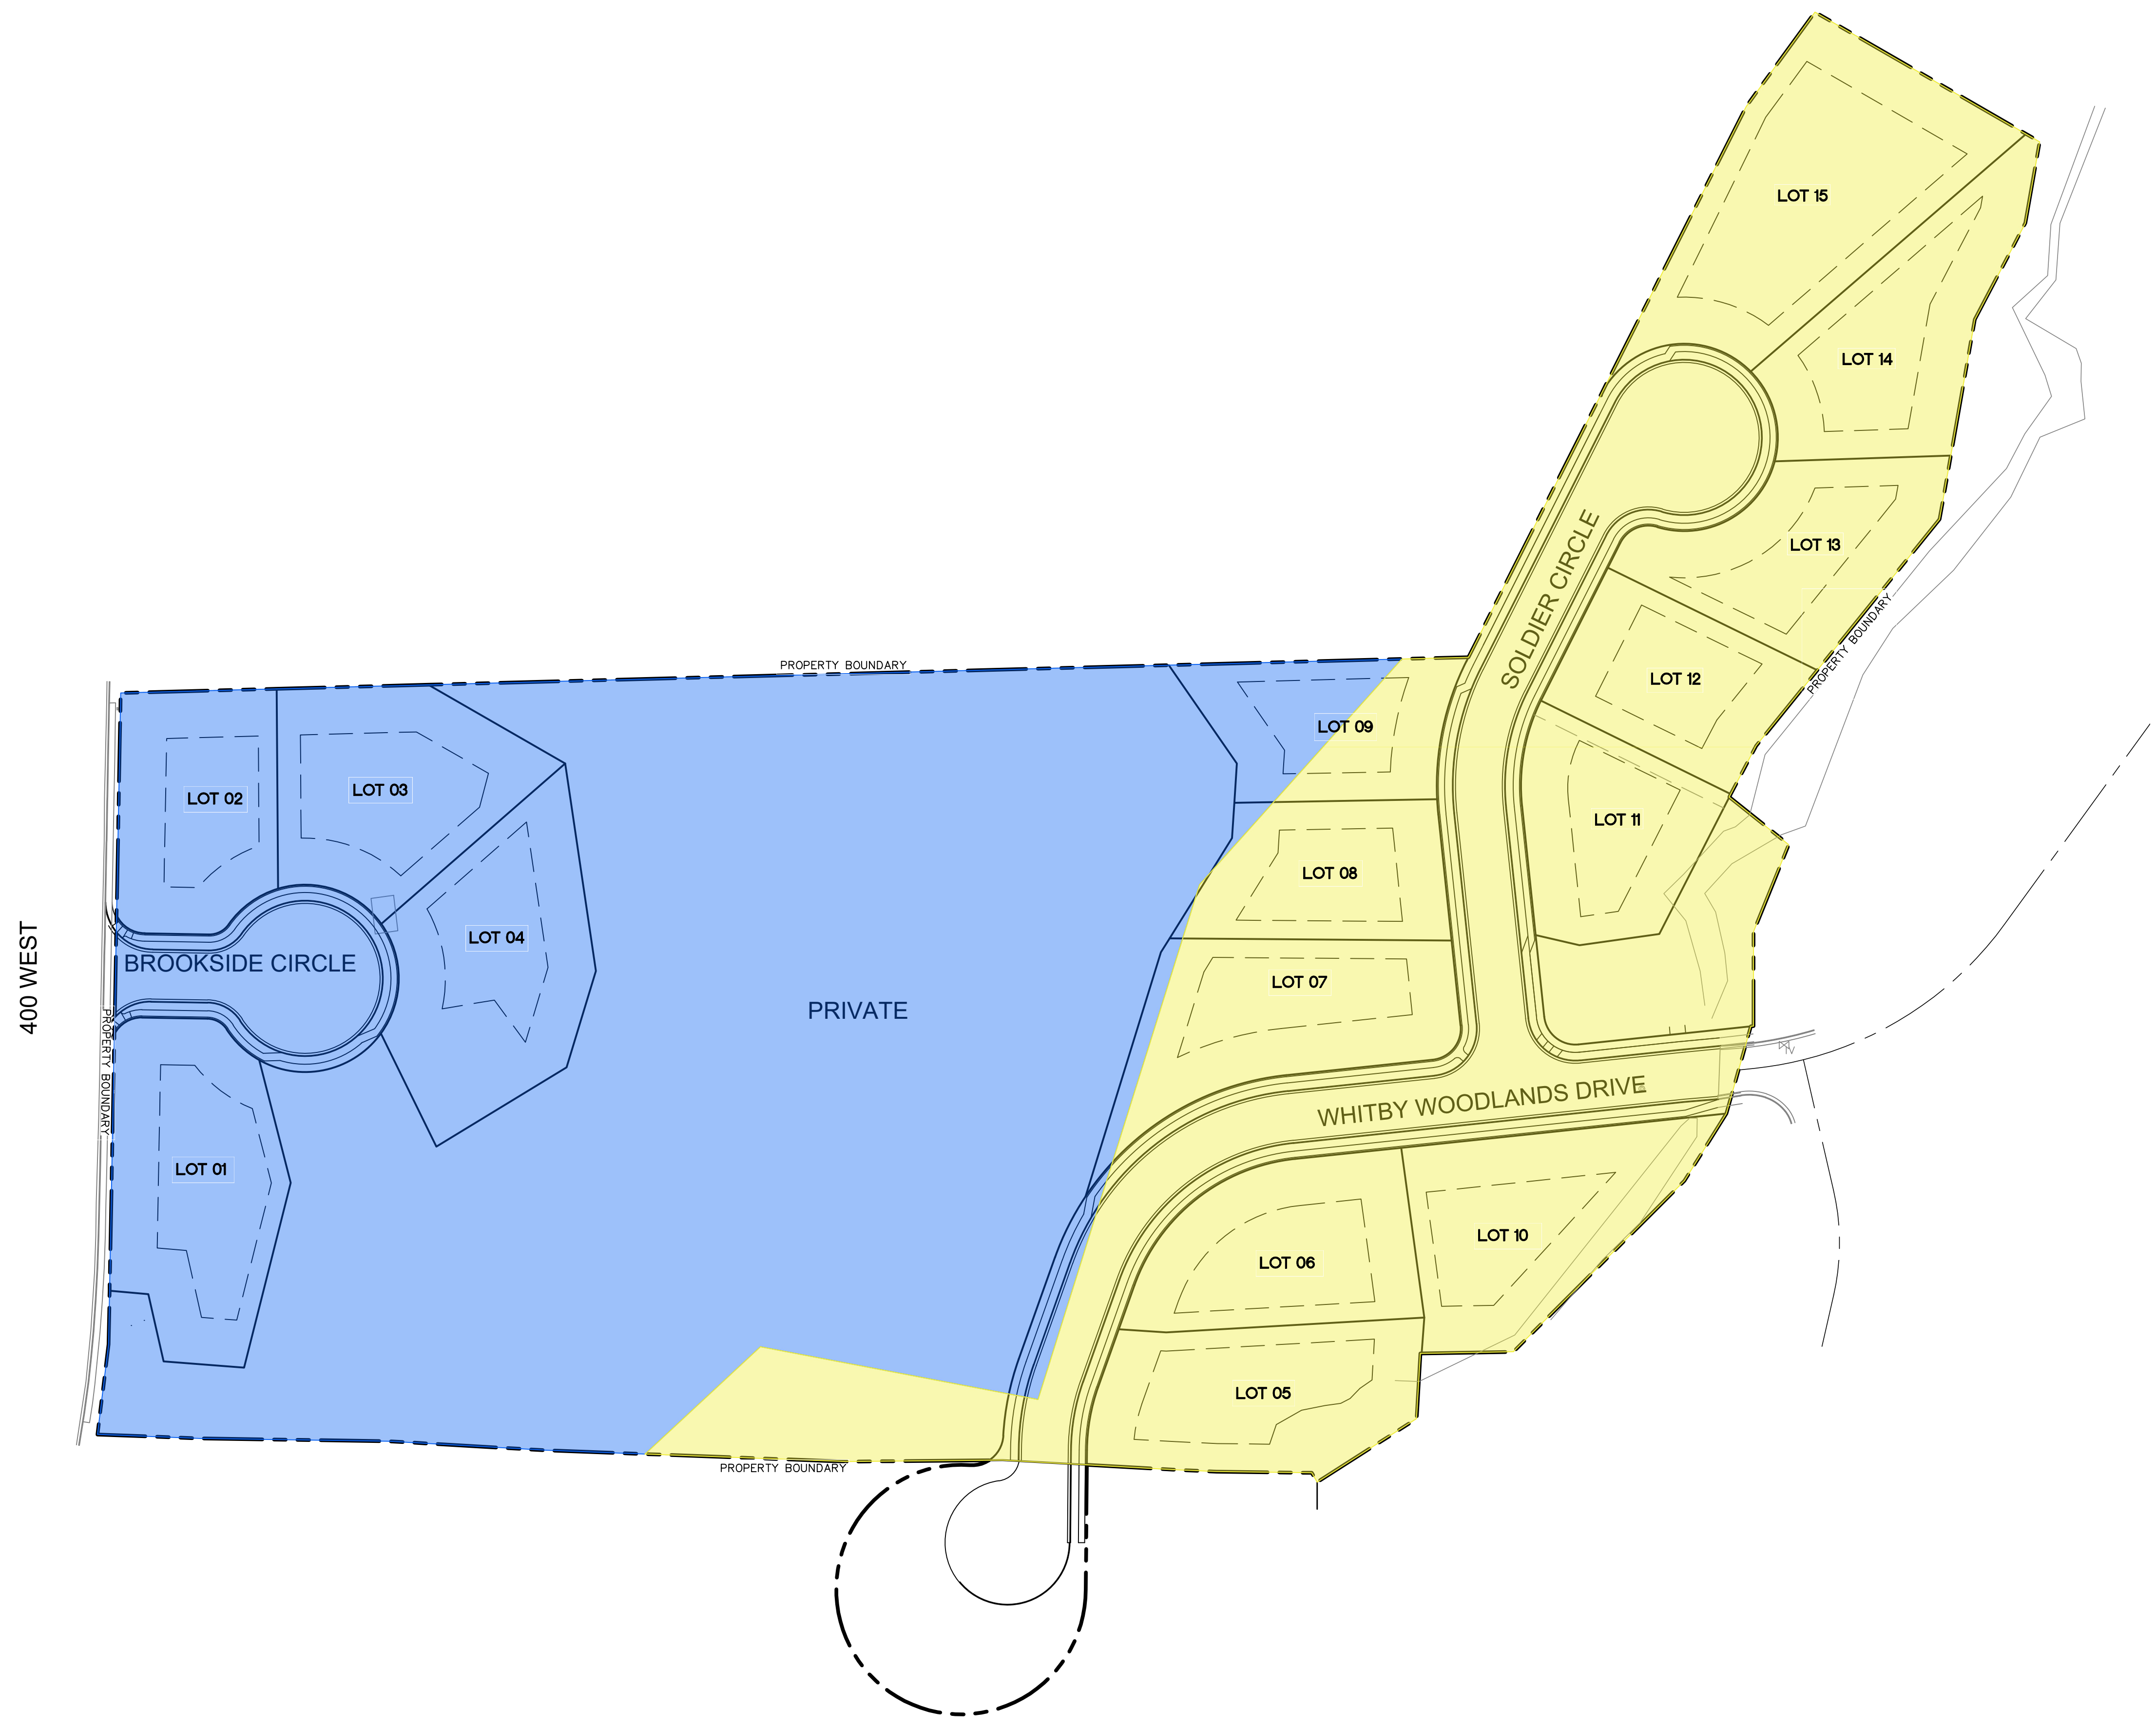 LOT 15
LOT 14
SOLDIER CIRCLE
LOT 13
PROPERTY BOUNDARY
PROPERTY BOUNDARY
LOT 12
LOT 09
LOT 03
LOT 02
LOT 11
LOT 08
LOT 04
400 WEST
BROOKSIDE CIRCLE
LOT 07
PRIVATE
PROPERTY BOUNDARY
WHITBY WOODLANDS DRIVE
LOT 01
LOT 10
LOT 06
LOT 05
PROPERTY BOUNDARY